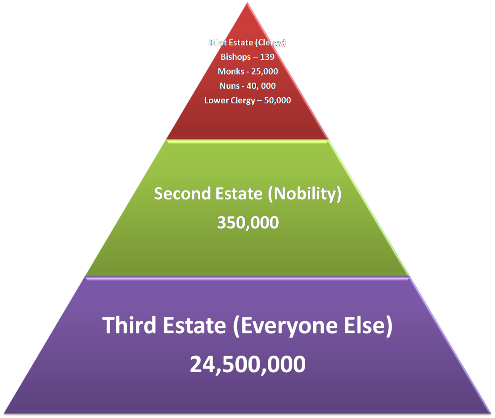 First Estate (Clergy)
Bishops – 139
Monks - 25,000
Nuns - 40, 000
Lower Clergy – 50,000
Second Estate (Nobility)
350,000
Third Estate (Everyone Else)
24,500,000